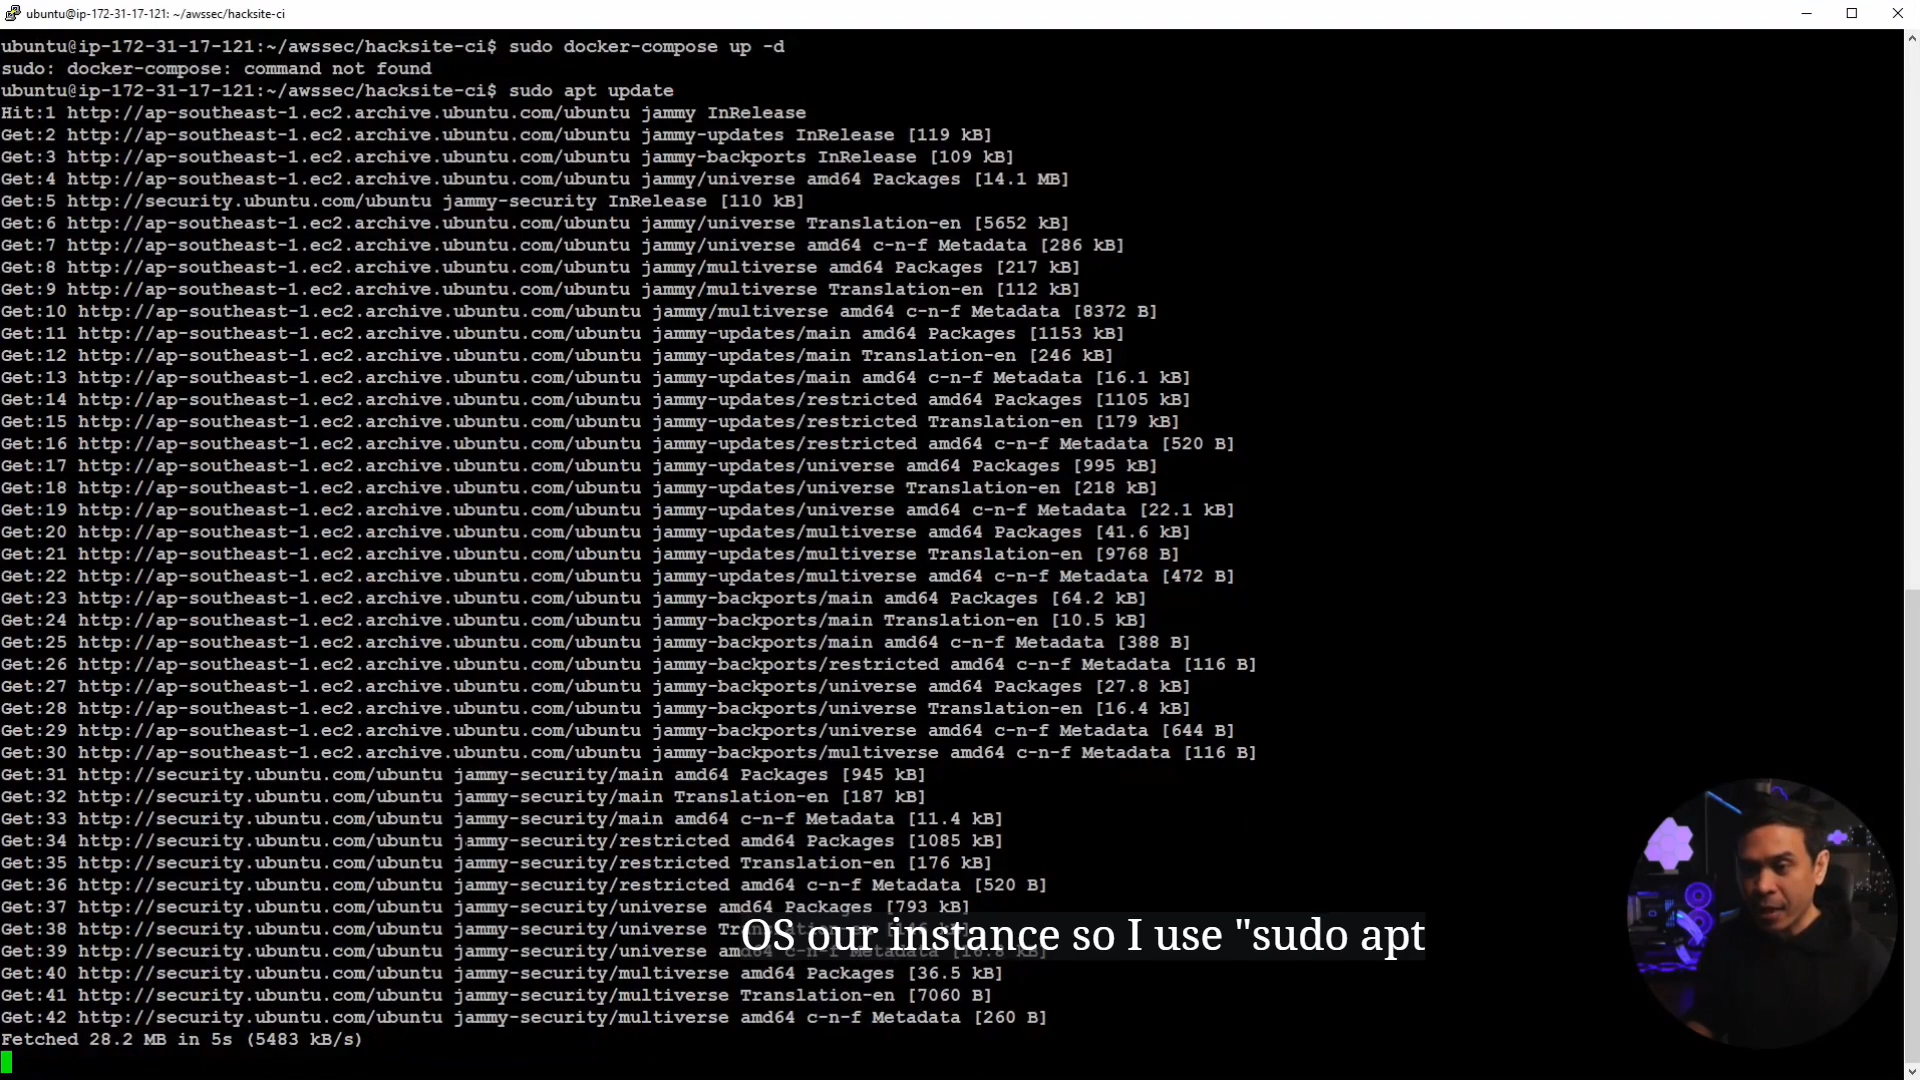 ubuntu@ip-172-31-17-121: ~/awssec/hacksite-ci
ubuntu@ip-172-31-17-121:~/awssec/hacksite-ci$ sudo docker-compose up -d
sudo: docker-compose: command not found
ubuntu@ip-172-31-17-121:~/awssec/hacksite-ci$ sudo apt update
Hit:1 http://ap-southeast-1.ec2.archive.ubuntu.com/ubuntu jammy InRelease
Get:2 http://ap-southeast-1.ec2.archive.ubuntu.com/ubuntu jammy-updates InRelease [119 kB]
Get:3 http://ap-southeast-1.ec2.archive.ubuntu.com/ubuntu jammy-backports InRelease [109 kB]
Get:4 http://ap-southeast-1.ec2.archive.ubuntu.com/ubuntu jammy/universe amd64 Packages [14.1 MB]
Get:5 http://security.ubuntu.com/ubuntu jammy-security InRelease [110 kB]
Get:6 http://ap-southeast-1.ec2.archive.ubuntu.com/ubuntu jammy/universe Translation-en [5652 kB]
Get:7 http://ap-southeast-1.ec2.archive.ubuntu.com/ubuntu jammy/universe amd64 c-n-f Metadata [286 kB]
Get:8 http://ap-southeast-1.ec2.archive.ubuntu.com/ubuntu jammy/multiverse amd64 Packages [217 kB]
Get:9 http://ap-southeast-1.ec2.archive.ubuntu.com/ubuntu jammy/multiverse Translation-en [112 kB]
Get:10 http://ap-southeast-1.ec2.archive.ubuntu.com/ubuntu jammy/multiverse amd64 c-n-f Metadata [8372 B]
Get:11 http://ap-southeast-1.ec2.archive.ubuntu.com/ubuntu jammy-updates/main amd64 Packages [1153 kB]
Get:12 http://ap-southeast-1.ec2.archive.ubuntu.com/ubuntu jammy-updates/main Translation-en [246 kB]
Get:13 http://ap-southeast-1.ec2.archive.ubuntu.com/ubuntu jammy-updates/main amd64 c-n-f Metadata [16.1 kB]
Get:14 http://ap-southeast-1.ec2.archive.ubuntu.com/ubuntu jammy-updates/restricted amd64 Packages [1105 kB]
Get:15 http://ap-southeast-1.ec2.archive.ubuntu.com/ubuntu jammy-updates/restricted Translation-en [179 kB]
Get:16 http://ap-southeast-1.ec2.archive.ubuntu.com/ubuntu jammy-updates/restricted amd64 c-n-f Metadata [520 B]
Get:17 http://ap-southeast-1.ec2.archive.ubuntu.com/ubuntu jammy-updates/universe amd64 Packages [995 kB]
Get:18 http://ap-southeast-1.ec2.archive.ubuntu.com/ubuntu jammy-updates/universe Translation-en [218 kB]
Get:19 http://ap-southeast-1.ec2.archive.ubuntu.com/ubuntu jammy-updates/universe amd64 c-n-f Metadata [22.1 kB]
Get:20 http://ap-southeast-1.ec2.archive.ubuntu.com/ubuntu jammy-updates/multiverse amd64 Packages [41.6 kB]
Get:21 http://ap-southeast-1.ec2.archive.ubuntu.com/ubuntu jammy-updates/multiverse Translation-en [9768 B]
Get:22 http://ap-southeast-1.ec2.archive.ubuntu.com/ubuntu jammy-updates/multiverse amd64 c-n-f Metadata [472 B]
Get:23 http://ap-southeast-1.ec2.archive.ubuntu.com/ubuntu jammy-backports/main amd64 Packages [64.2 kB]
Get:24 http://ap-southeast-1.ec2.archive.ubuntu.com/ubuntu jammy-backports/main Translation-en [10.5 kB]
Get:25 http://ap-southeast-1.ec2.archive.ubuntu.com/ubuntu jammy-backports/main amd64 c-n-f Metadata [388 B]
Get:26 http://ap-southeast-1.ec2.archive.ubuntu.com/ubuntu jammy-backports/restricted amd64 c-n-f Metadata [116 B]
Get:27 http://ap-southeast-1.ec2.archive.ubuntu.com/ubuntu jammy-backports/universe amd64 Packages [27.8 kB]
Get:28 http://ap-southeast-1.ec2.archive.ubuntu.com/ubuntu jammy-backports/universe Translation-en [16.4 kB]
Get:29 http://ap-southeast-1.ec2.archive.ubuntu.com/ubuntu jammy-backports/universe amd64 c-n-f Metadata [644 B]
Get:30 http://ap-southeast-1.ec2.archive.ubuntu.com/ubuntu jammy-backports/multiverse amd64 c-n-f Metadata [116 B]
Get:31 http://security.ubuntu.com/ubuntu jammy-security/main amd64 Packages [945 kB]
Get:32 http://security.ubuntu.com/ubuntu jammy-security/main Translation-en [187 kB]
Get:33 http://security.ubuntu.com/ubuntu jammy-security/main amd64 c-n-f Metadata [11.4 kB]
Get:34 http://security.ubuntu.com/ubuntu jammy-security/restricted amd64 Packages [1085 kB]
Get:35 http://security.ubuntu.com/ubuntu jammy-security/restricted Translation-en [176 kB]
Get:36 http://security.ubuntu.com/ubuntu jammy-security/restricted amd64 c-n-f Metadata [520 B]
Get:37 http://security.ubuntu.com/ubuntu jammy-security/universe amd64 Packages [793 kB]
Get:38 http://security.ubuntu.com/ubuntu jammy-security/universe
OS our instance so I use "sudo apt
Get:39 http://security.ubuntu.com/ubuntu jammy-security/universe amd64 c-n-f Metadata [16.8 kB]
Get:40 http://security.ubuntu.com/ubuntu jammy-security/multiverse amd64 Packages [36.5 kB]
Get:41 http://security.ubuntu.com/ubuntu jammy-security/multiverse Translation-en [7060 B]
Get:42 http://security.ubuntu.com/ubuntu jammy-security/multiverse amd64 c-n-f Metadata [260 B]
Fetched 28.2 MB in 5s (5483 kB/s)